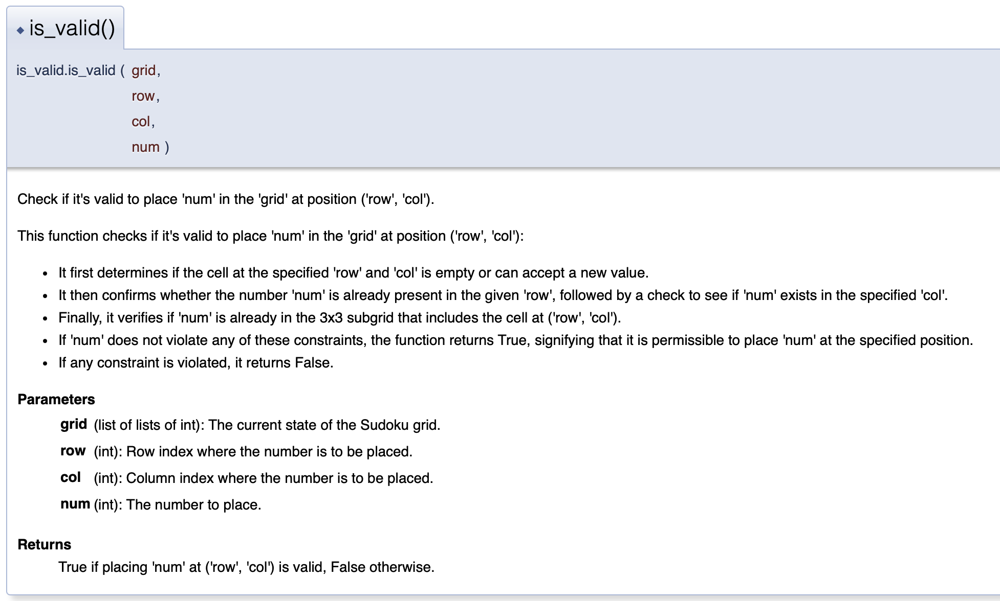 is_valid()
is_valid.is_valid ( grid,
row,
col,
num )
Check if it's valid to place 'num' in the 'grid' at position ('row', 'col').
This function checks if it's valid to place 'num' in the 'grid' at position ('row', 'col'):
• It first determines if the cell at the specified 'row' and 'col' is empty or can accept a new value.
• It then confirms whether the number 'num' is already present in the given 'row', followed by a check to see if 'num' exists in the specified 'col'.
• Finally, it verifies if 'num' is already in the 3x3 subgrid that includes the cell at ('row', 'col').
• If 'num' does not violate any of these constraints, the function returns True, signifying that it is permissible to place 'num' at the specified position.
• If any constraint is violated, it returns False.
Parameters
grid (list of lists of int): The current state of the Sudoku grid.
row (int): Row index where the number is to be placed.
col (int): Column index where the number is to be placed.
num (int): The number to place.
Returns
True if placing 'num' at ('row', 'col') is valid, False otherwise.